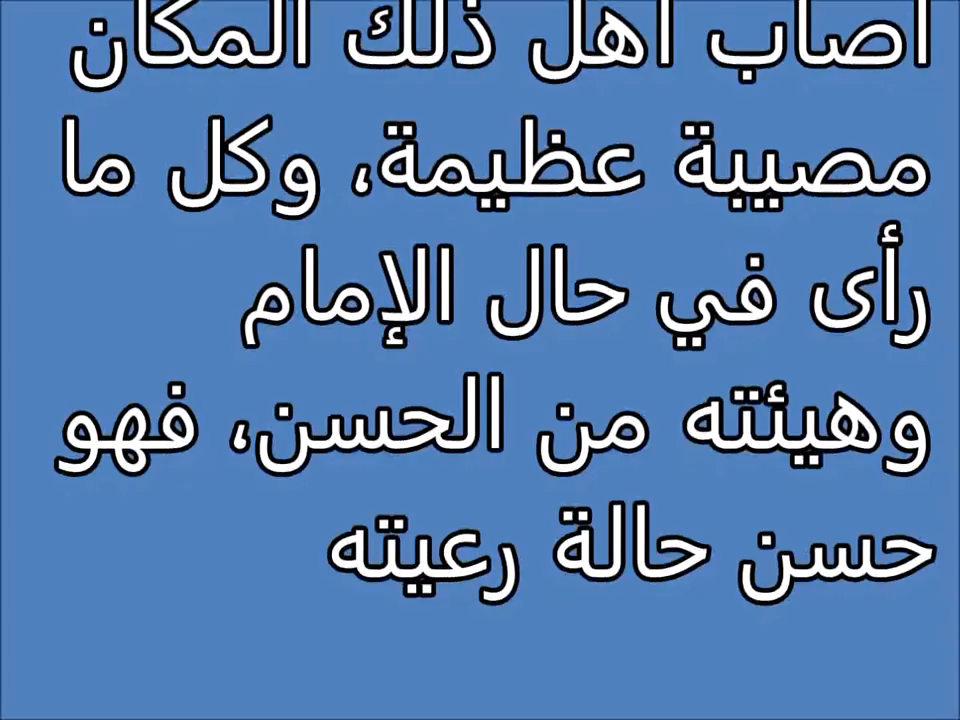 أصاب أهل ذلك المكان
مصيبة عظيمة، وكل ما
رأى في حال الإمام
وهيئته من الحسن، فهو
حسن حالة رعيته